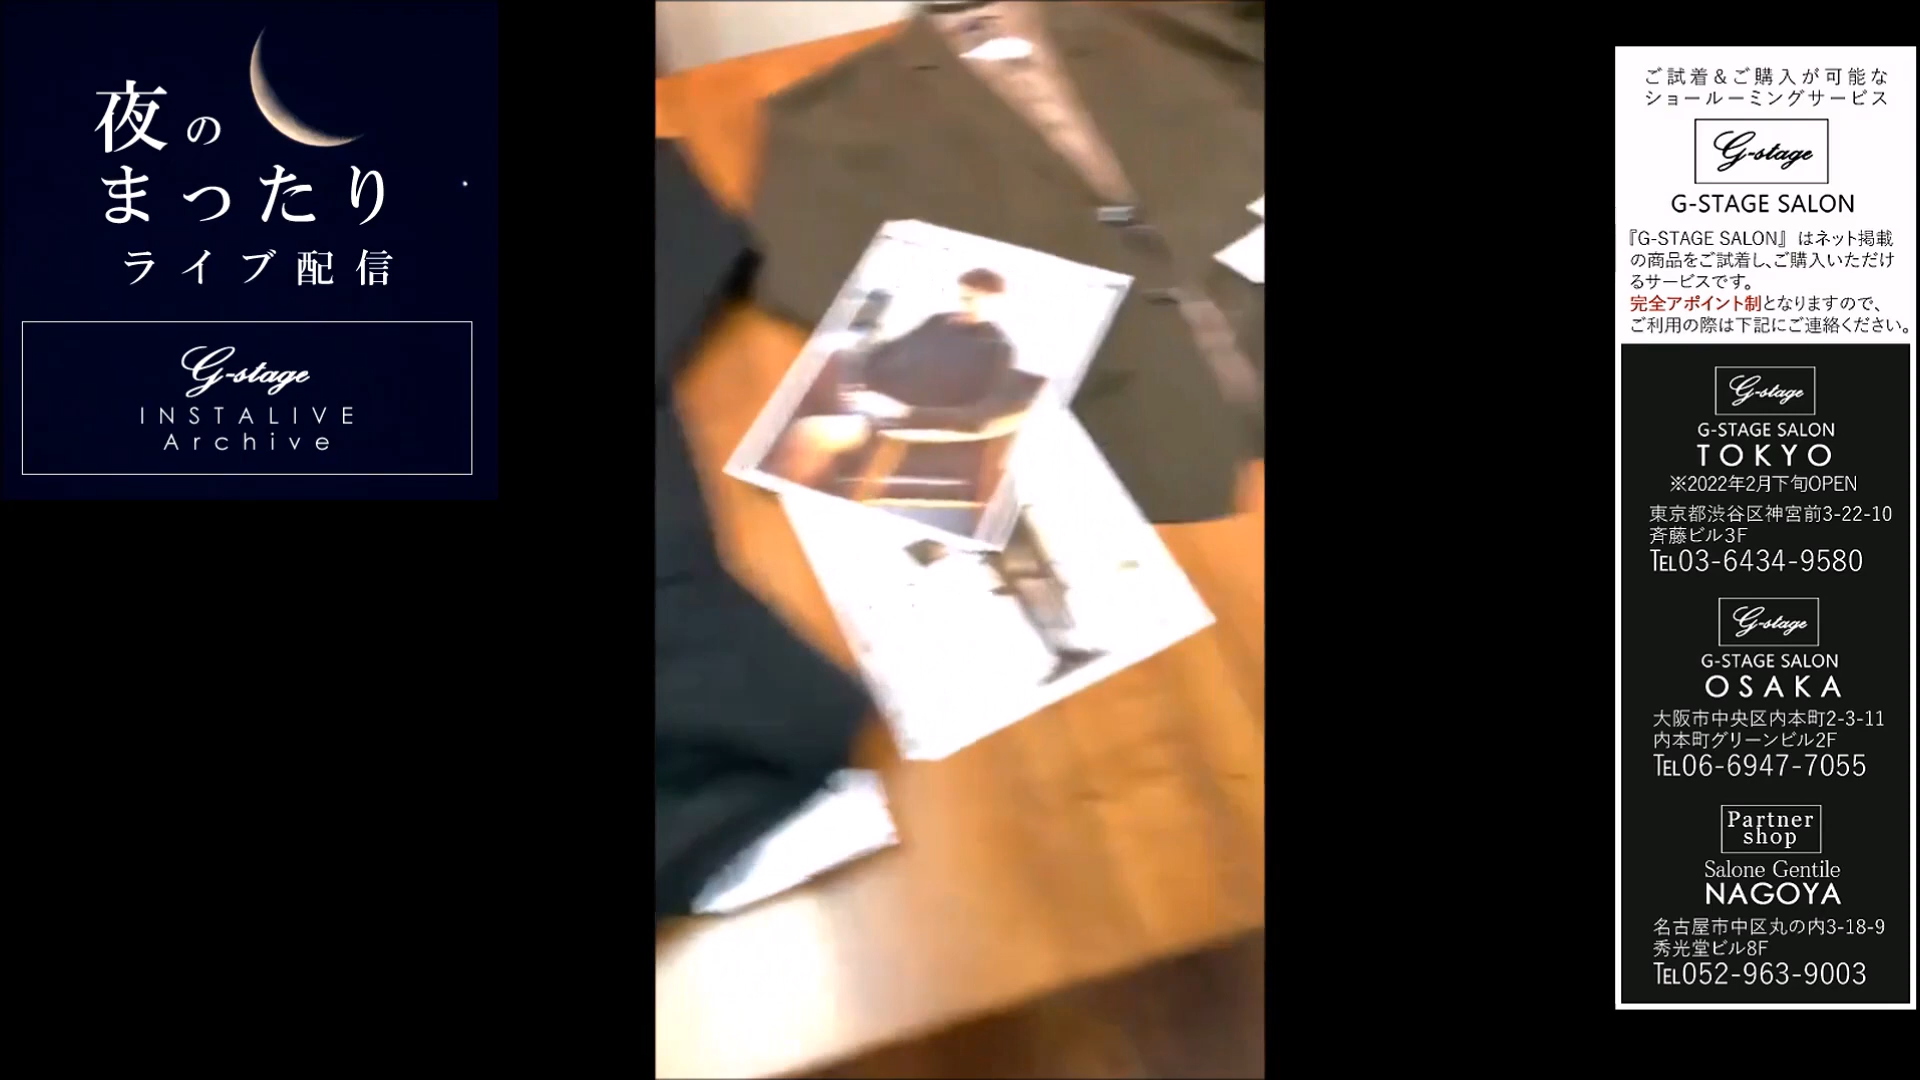 夜の
まったり
ライブ配信
G-stage
INSTALIVE
Archive
ご試着&ご購入が可能な
ショールーミングサービス
G-stage
G-STAGE SALON
『G-STAGE SALON』はネット掲載
の商品をご試着し、ご購入いただけ
るサービスです。
完全アポイント制となりますので、
ご利用の際は下記にご連絡ください。
G-stage
G-STAGE SALON
TOKYO
※2022年2月下旬OPEN
東京都渋谷区神宮前3-22-10
斉藤ビル3F
TEL03-6434-9580
G-stage
G-STAGE SALON
OSAKA
大阪市中央区内本町2-3-11
内本町グリーンビル2F
TEL06-6947-7055
Partner
shop
Salone Gentile
NAGOYA
名古屋市中区丸の内3-18-9
秀光堂ビル8F
TEL052-963-9003